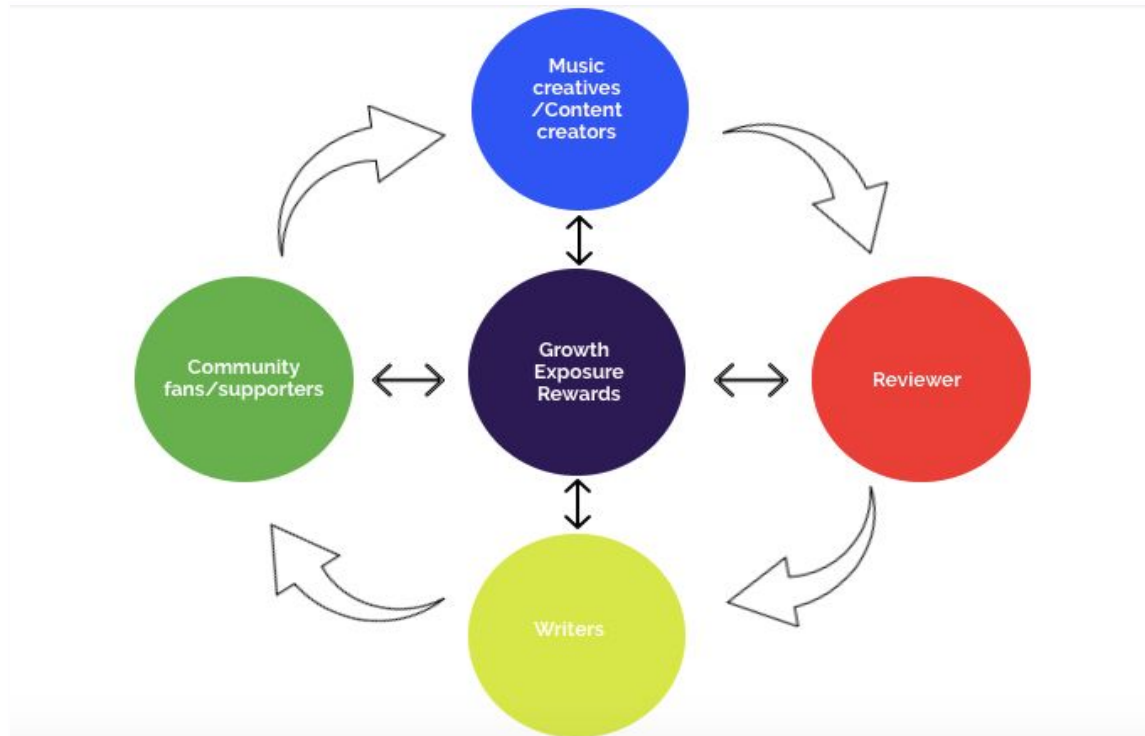 Music
creatives
/Content
creators
Community
fans/supporters
Growth
Exposure
Rewards
Reviewer
Writers